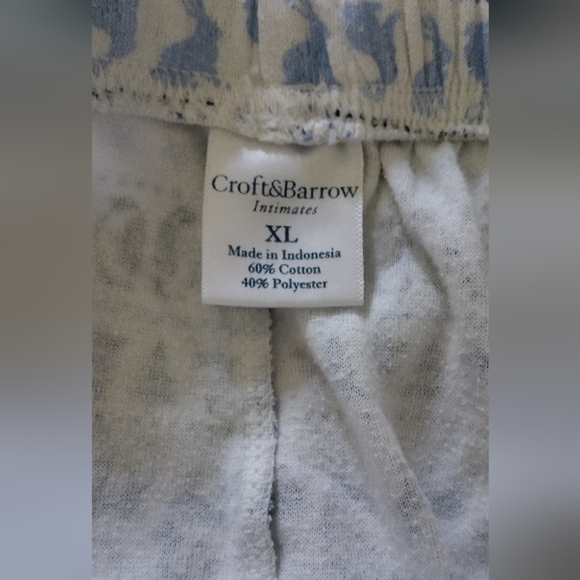 Croft&Barrow
Intimates
XL
Made in Indonesia
60% Cotton
40% Polyester